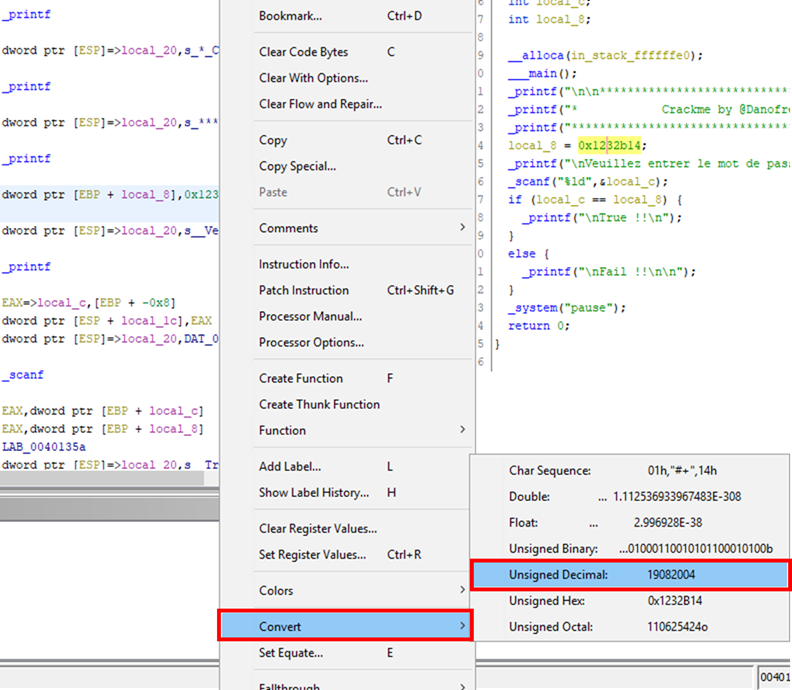 _printf
dword ptr [ESP]=>local_20,s_*_C
_printf
dword ptr [ESP]=>local_20,s_***
_printf
dword ptr [EBP + local_8],0x123
dword ptr [ESP]=>local_20,s__Ve
_printf
EAX=>local_c,[EBP + -0x8]
dword ptr [ESP + local_1c],EAX
dword ptr [ESP]=>local_20,DAT_0
_scanf
EAX,dword ptr [EBP + local_c]
EAX,dword ptr [EBP + local_8]
LAB_0040135a
dword ptr [ESP]=>local_20,s__Tr
Bookmark... Ctrl+D
Clear Code Bytes C
Clear With Options...
Clear Flow and Repair...
Copy Ctrl+C
Copy Special...
Paste Ctrl+V
Comments
Instruction Info...
Patch Instruction Ctrl+Shift+G
Processor Manual...
Processor Options...
Create Function F
Create Thunk Function
Function
Add Label... L
Show Label History... H
Clear Register Values...
Set Register Values... Ctrl+R
Colors
Convert
Set Equate... E
Fallthrough
6 int local_c;
7 int local_8;
8
9 __alloca(in_stack_ffffffe0);
0 ___main();
1 _printf("\n\n*****************************
2 _printf("* Crackme by @Danofre
3 _printf("*********************************
4 local_8 = 0x1232b14;
5 _printf("\nVeuillez entrer le mot de pas
6 _scanf("%ld",&local_c);
7 if (local_c == local_8) {
8 _printf("\nTrue !!\n");
9 }
0 else {
1 _printf("\nFail !!\n\n");
2 }
3 _system("pause");
4 return 0;
5 }
6
Char Sequence: 01h,"#+",14h
Double: ... 1.112536933967483E-308
Float: ... 2.996928E-38
Unsigned Binary: ...01000110010101100010100b
Unsigned Decimal: 19082004
Unsigned Hex: 0x1232B14
Unsigned Octal: 110625424o
00401